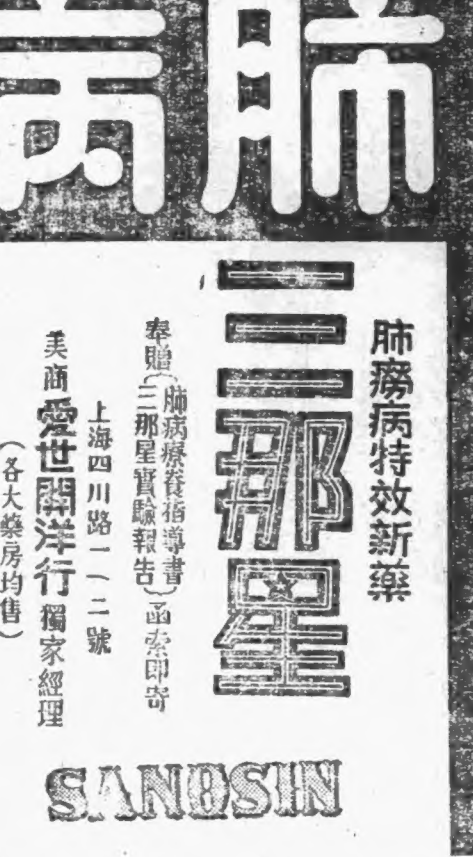 肺
肺癆病特效新藥
三那星
奉贈{肺病療養指導書
三那星實驗報告}函索即寄
上海四川路一一二號
美商愛世開洋行獨家經理
(各大藥房均售)
SANOSIN